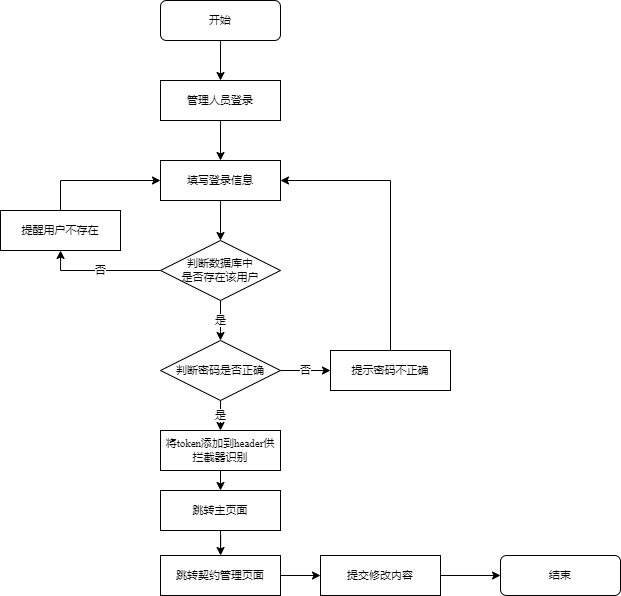 开始
管理人员登录
填写登录信息
提醒用户不存在
判断数据库中
是否存在该用户
否
是
判断密码是否正确
否
提示密码不正确
是
将token添加到header供
拦截器识别
跳转主页面
跳转契约管理页面
提交修改内容
结束